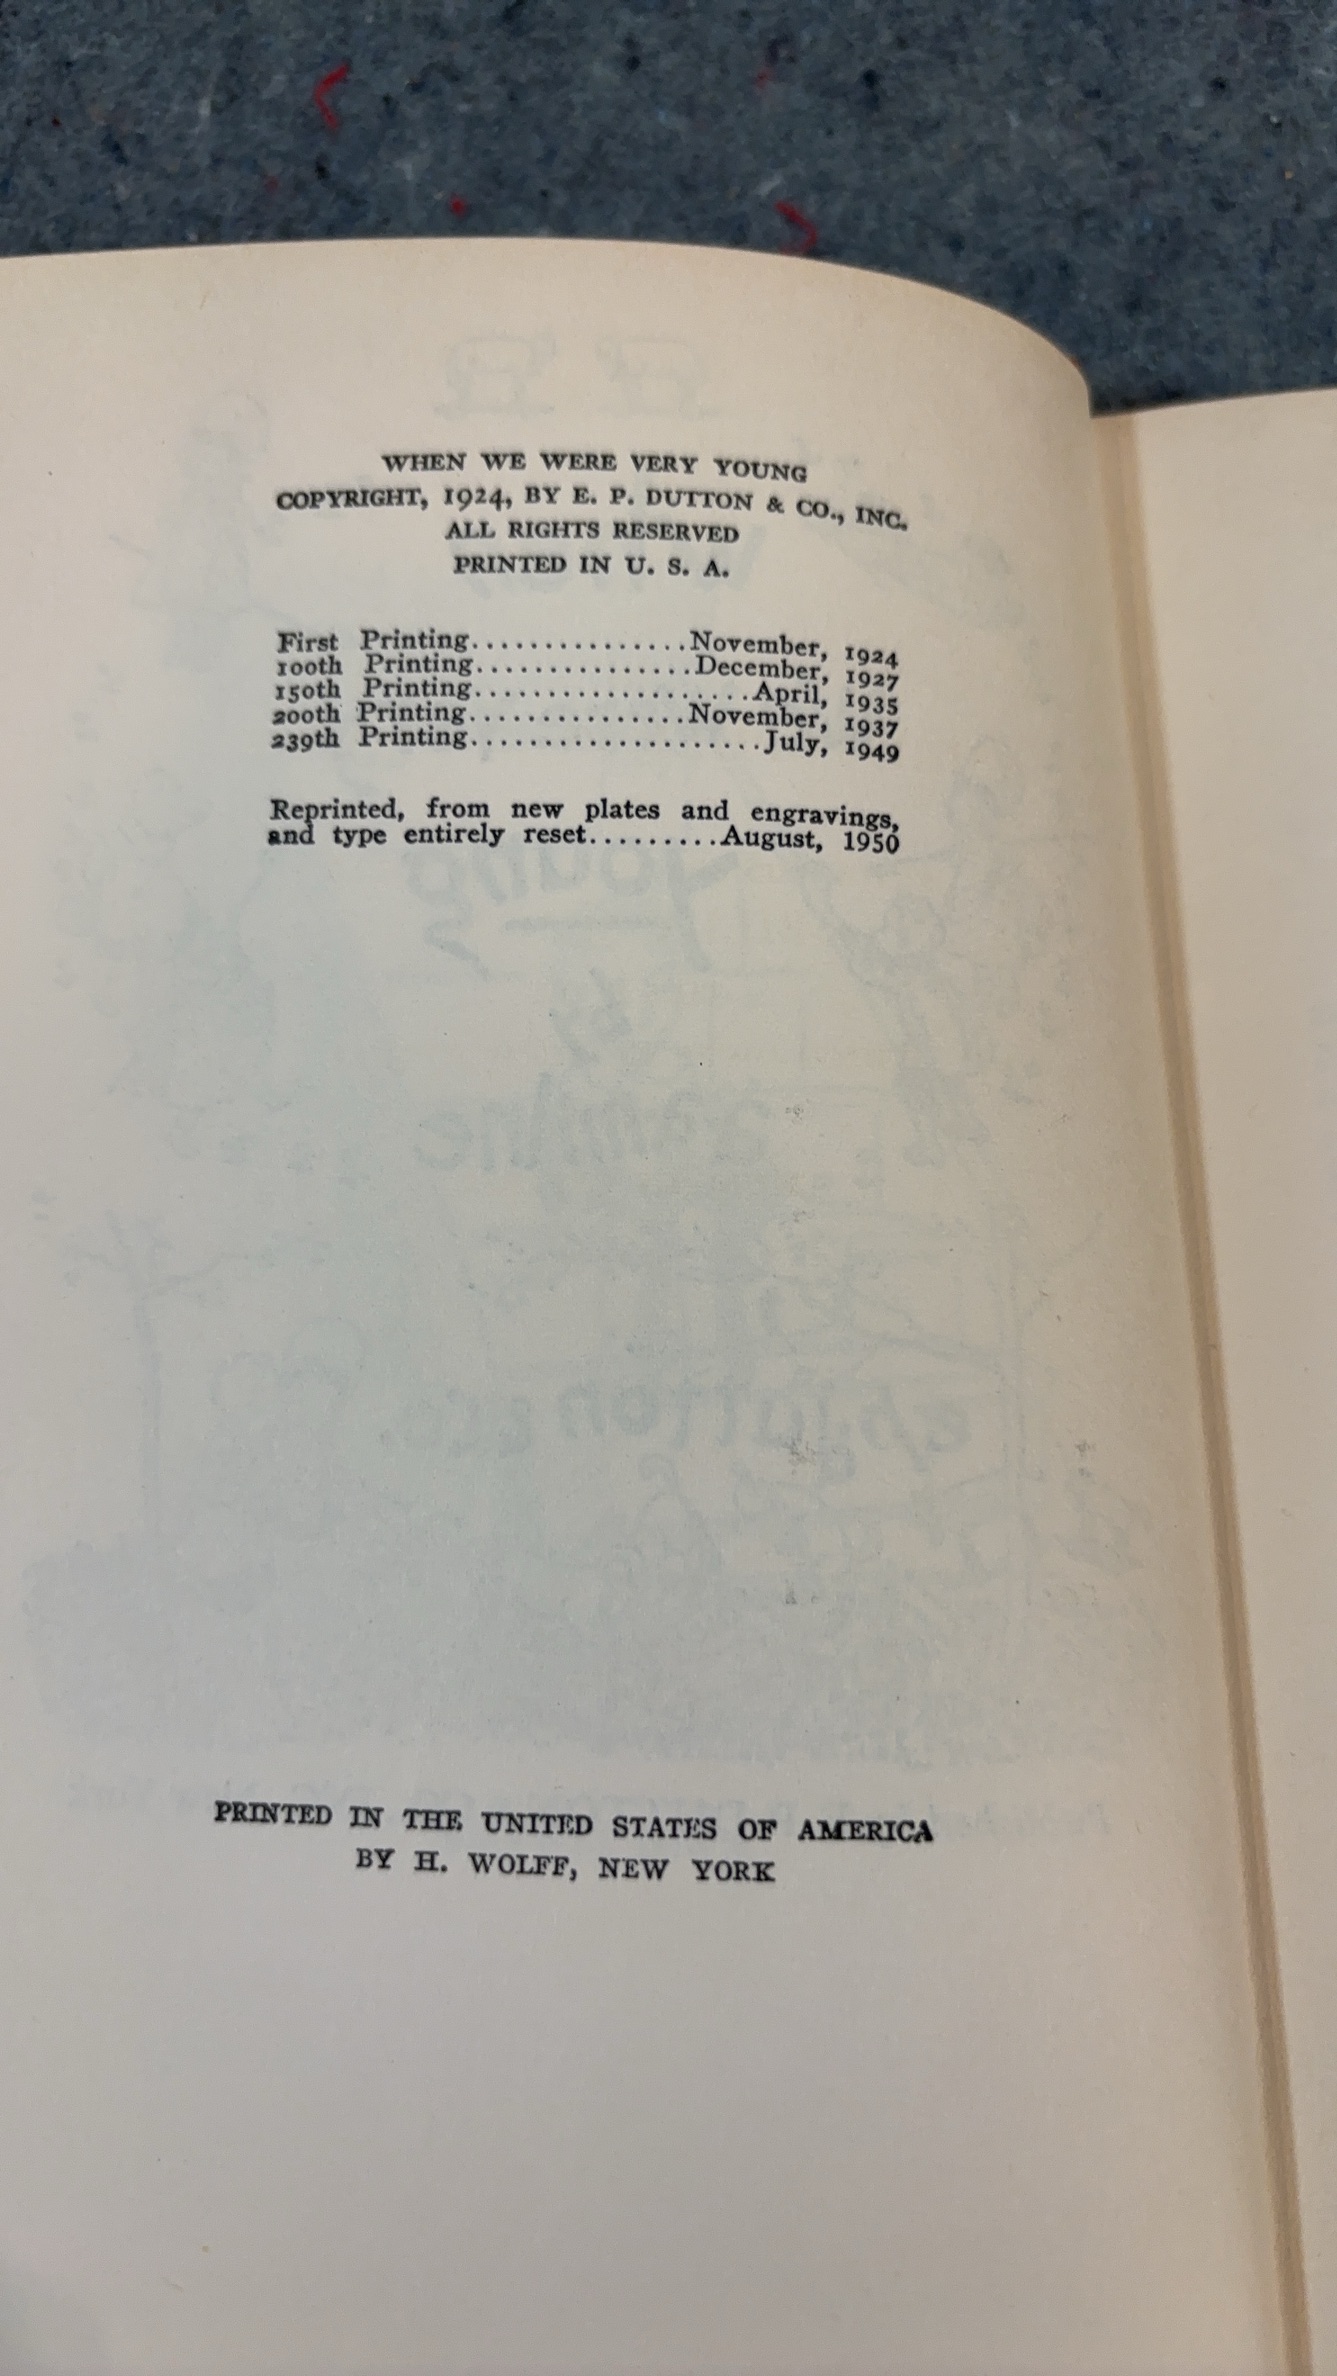 WHEN WE WERE VERY YOUNG
COPYRIGHT, 1924, BY E. P. DUTTON & CO., INC.
ALL RIGHTS RESERVED
PRINTED IN U. S. A.
First Printing...............November, 1924
100th Printing...............December, 1927
150th Printing...................April, 1935
200th Printing...............November, 1937
239th Printing....................July, 1949
Reprinted, from new plates and engravings,
and type entirely reset.........August, 1950
PRINTED IN THE UNITED STATES OF AMERICA
BY H. WOLFF, NEW YORK